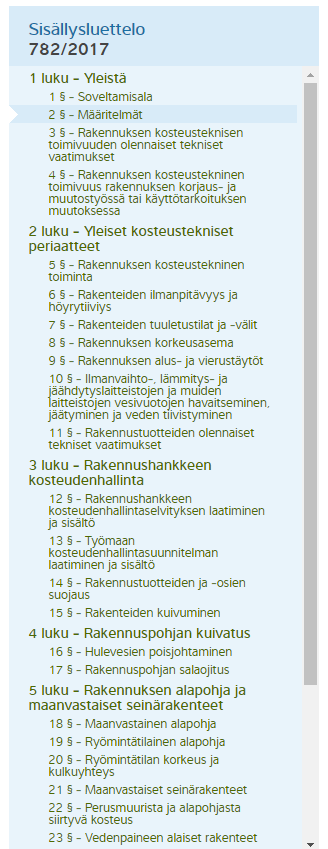 Sisällysluettelo
782/2017
1 luku – Yleistä
1 § – Soveltamisala
2 § – Määritelmät
3 § – Rakennuksen kosteusteknisen
toimivuuden olennaiset tekniset
vaatimukset
4 § – Rakennuksen kosteustekninen
toimivuus rakennuksen korjaus- ja
muutostyössä tai käyttötarkoituksen
muutoksessa
2 luku – Yleiset kosteustekniset
periaatteet
5 § – Rakennuksen kosteustekninen
toiminta
6 § – Rakenteiden ilmanpitävyys ja
höyrytiiviys
7 § – Rakenteiden tuuletustilat ja -välit
8 § – Rakennuksen korkeusasema
9 § – Rakennuksen alus- ja vierustäytöt
10 § – Ilmanvaihto-, lämmitys- ja
jäähdytyslaitteistojen ja muiden
laitteistojen vesivuotojen havaitseminen,
jäätyminen ja veden tiivistyminen
11 § – Rakennustuotteiden olennaiset
tekniset vaatimukset
3 luku – Rakennushankkeen
kosteudenhallinta
12 § – Rakennushankkeen
kosteudenhallintaselvityksen laatiminen
ja sisältö
13 § – Työmaan
kosteudenhallintasuunnitelman
laatiminen ja sisältö
14 § – Rakennustuotteiden ja -osien
suojaus
15 § – Rakenteiden kuivuminen
4 luku – Rakennuspohjan kuivatus
16 § – Hulevesien poisjohtaminen
17 § – Rakennuspohjan salaojitus
5 luku – Rakennuksen alapohja ja
maanvastaiset seinärakenteet
18 § – Maanvastainen alapohja
19 § – Ryömintätilainen alapohja
20 § – Ryömintätilan korkeus ja
kulkuyhteys
21 § – Maanvastaiset seinärakenteet
22 § – Perusmuurista ja alapohjasta
siirtyvä kosteus
23 § – Vedenpaineen alaiset rakenteet